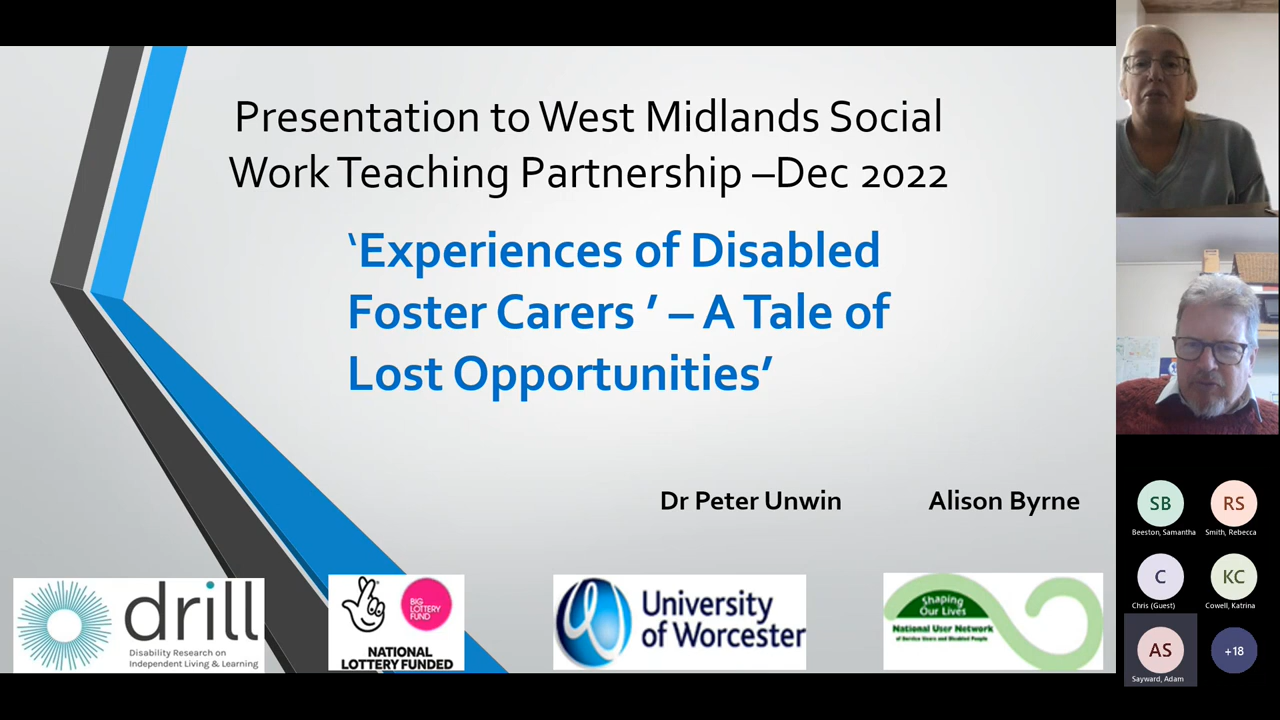 Presentation to West Midlands Social
Work Teaching Partnership –Dec 2022
‘Experiences of Disabled
Foster Carers ’ – A Tale of
Lost Opportunities’
Dr Peter Unwin
Alison Byrne
drill
Disability Research on
Independent Living & Learning
BIG
LOTTERY
FUND
NATIONAL
LOTTERY FUNDED
University
of Worcester
Shaping
Our Lives
National User Network
of Service Users and Disabled People
SB
Beeston, Samantha
RS
Smith, Rebecca
C
Chris (Guest)
KC
Cowell, Katrina
AS
Sayward, Adam
+18